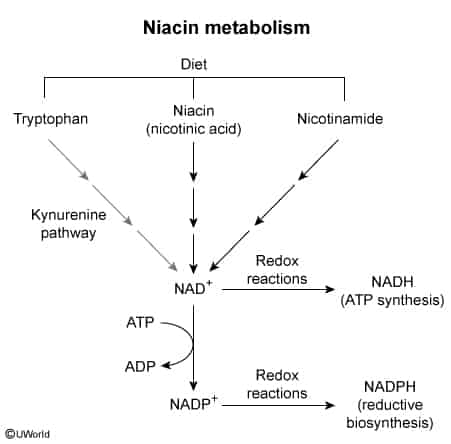 Niacin metabolism
Diet
Tryptophan
Niacin
(nicotinic acid)
Nicotinamide
Kynurenine
pathway
NAD+
Redox
reactions
NADH
(ATP synthesis)
ATP
ADP
NADP+
Redox
reactions
NADPH
(reductive
biosynthesis)
©UWorld